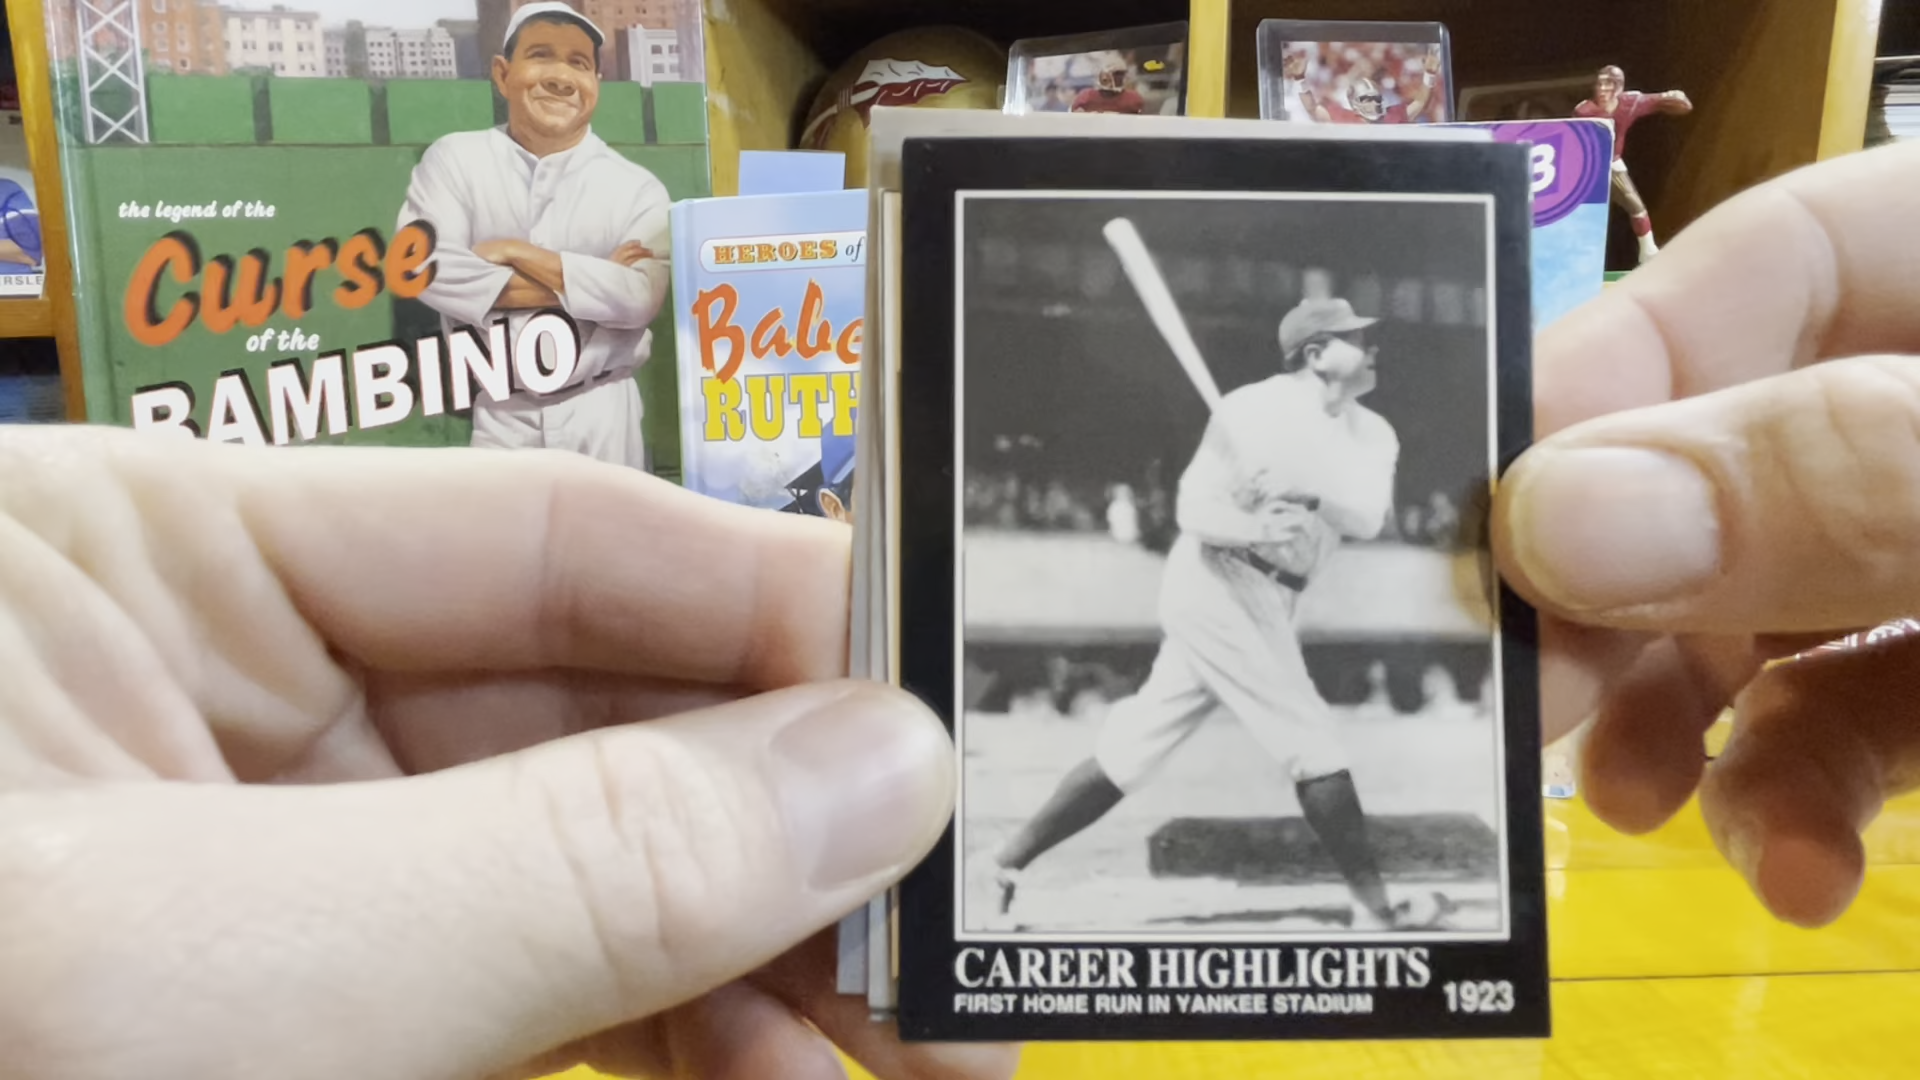 the legend of the
Curse
of the
BAMBINO
HEROES of
Babe
RUTH
CAREER HIGHLIGHTS
FIRST HOME RUN IN YANKEE STADIUM
1923